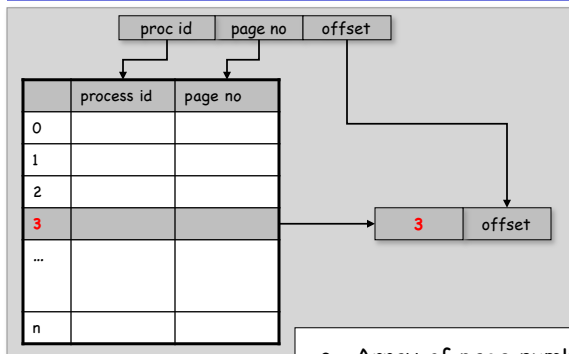 proc id page no offset
process id page no
0
1
2
3
3 offset
...
n